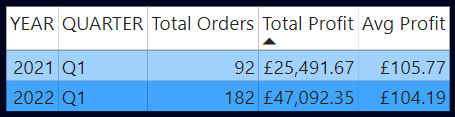 YEAR QUARTER Total Orders Total Profit Avg Profit
2021 Q1 92 £25,491.67 £105.77
2022 Q1 182 £47,092.35 £104.19